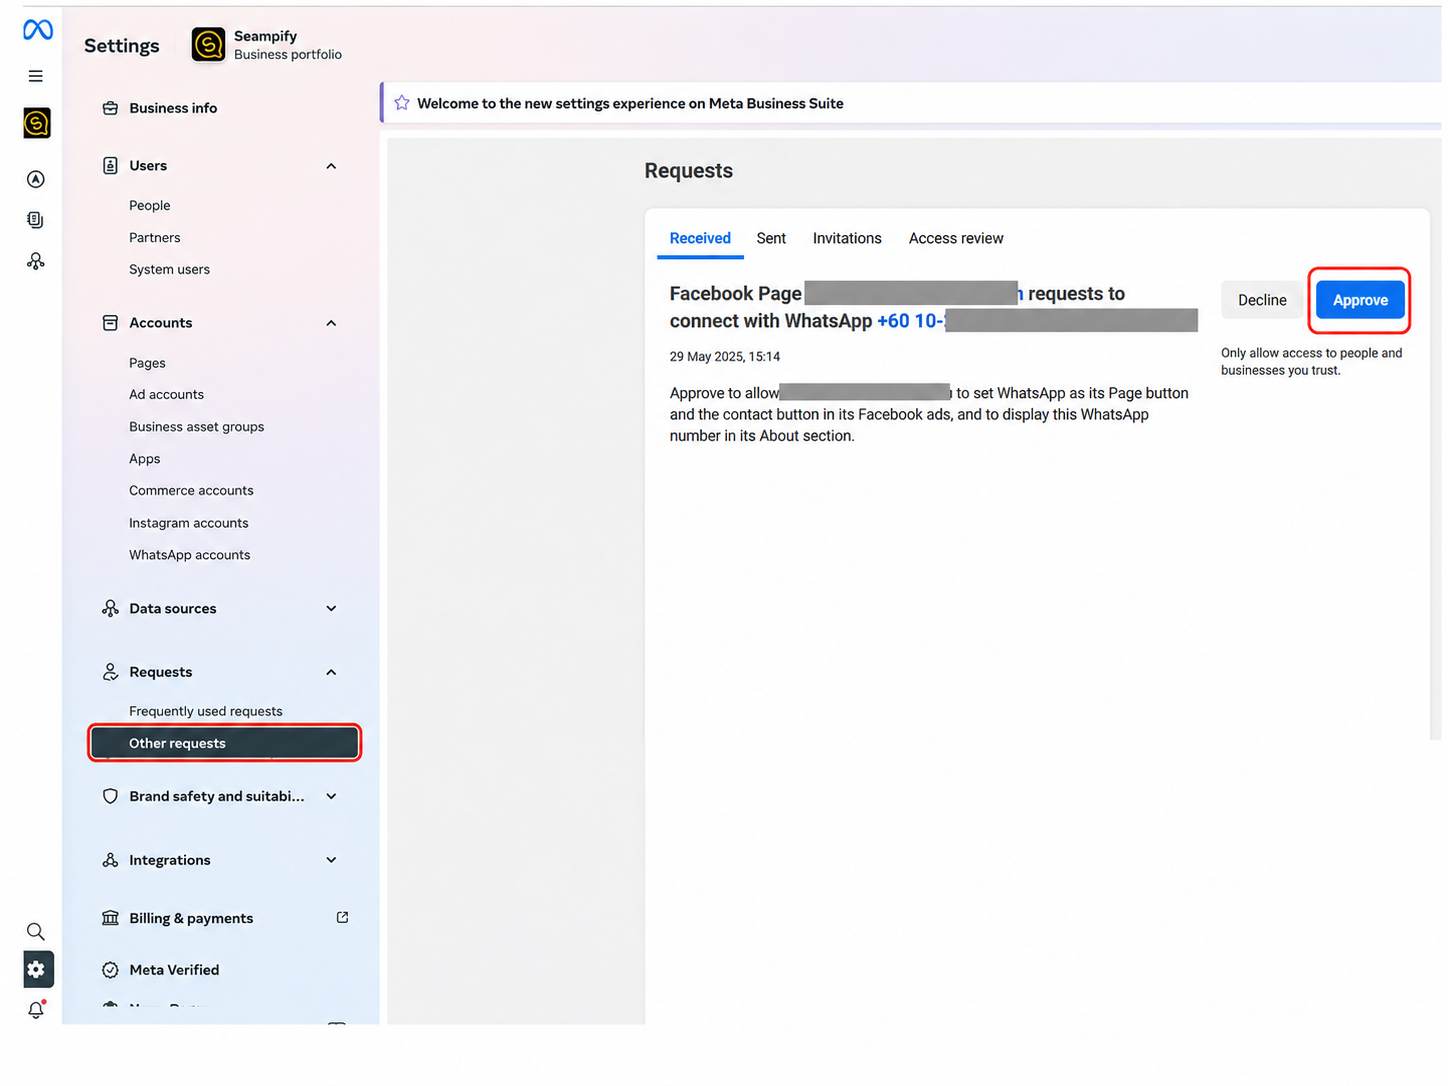 Settings
Seampify
Business portfolio
Business info
Users
People
Partners
System users
Accounts
Pages
Ad accounts
Business asset groups
Apps
Commerce accounts
Instagram accounts
WhatsApp accounts
Data sources
Requests
Frequently used requests
Other requests
Brand safety and suitabi...
Integrations
Billing & payments
Meta Verified
Welcome to the new settings experience on Meta Business Suite
Requests
Received Sent Invitations Access review
Facebook Page requests to
connect with WhatsApp +60 10-
29 May 2025, 15:14
Approve to allow to set WhatsApp as its Page button
and the contact button in its Facebook ads, and to display this WhatsApp
number in its About section.
Decline Approve
Only allow access to people and
businesses you trust.